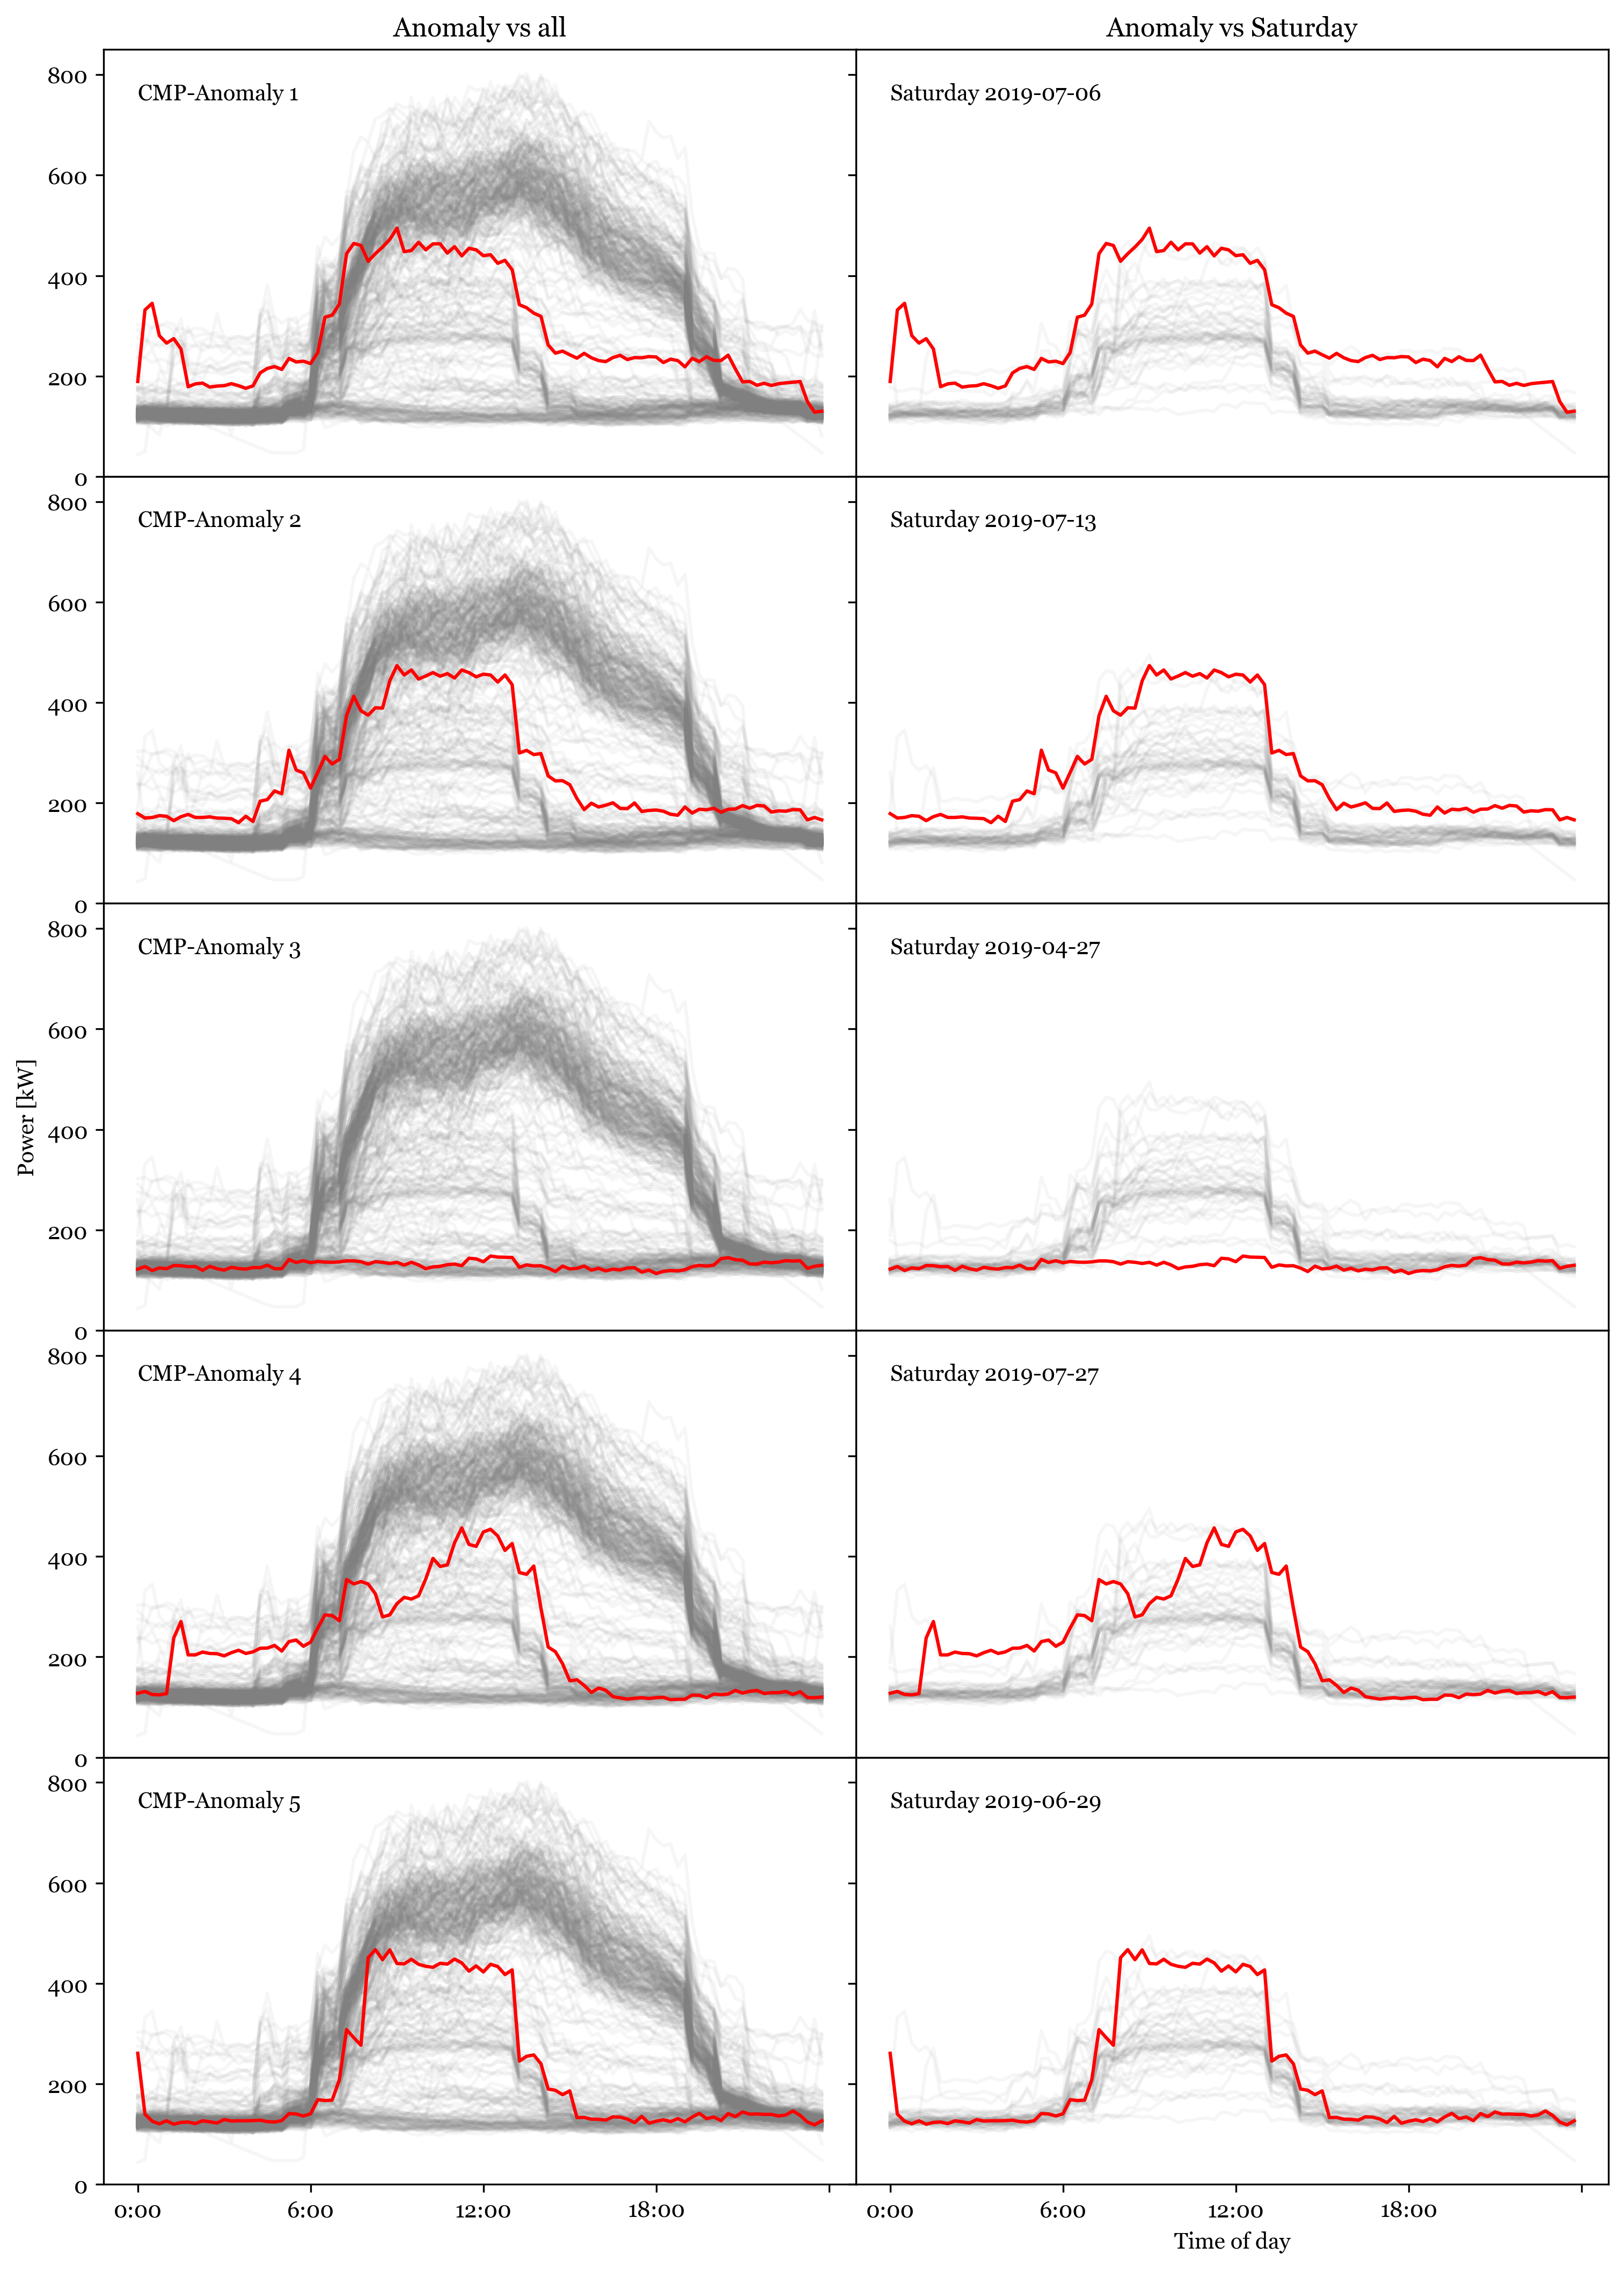 Anomaly vs all
Anomaly vs Saturday
800
600
400
200
0
CMP-Anomaly 1
Saturday 2019-07-06
800
600
400
200
0
CMP-Anomaly 2
Saturday 2019-07-13
800
600
400
200
0
CMP-Anomaly 3
Saturday 2019-04-27
Power [kW]
800
600
400
200
0
CMP-Anomaly 4
Saturday 2019-07-27
800
600
400
200
0
CMP-Anomaly 5
Saturday 2019-06-29
0:00 6:00 12:00 18:00
0:00 6:00 12:00 18:00
Time of day